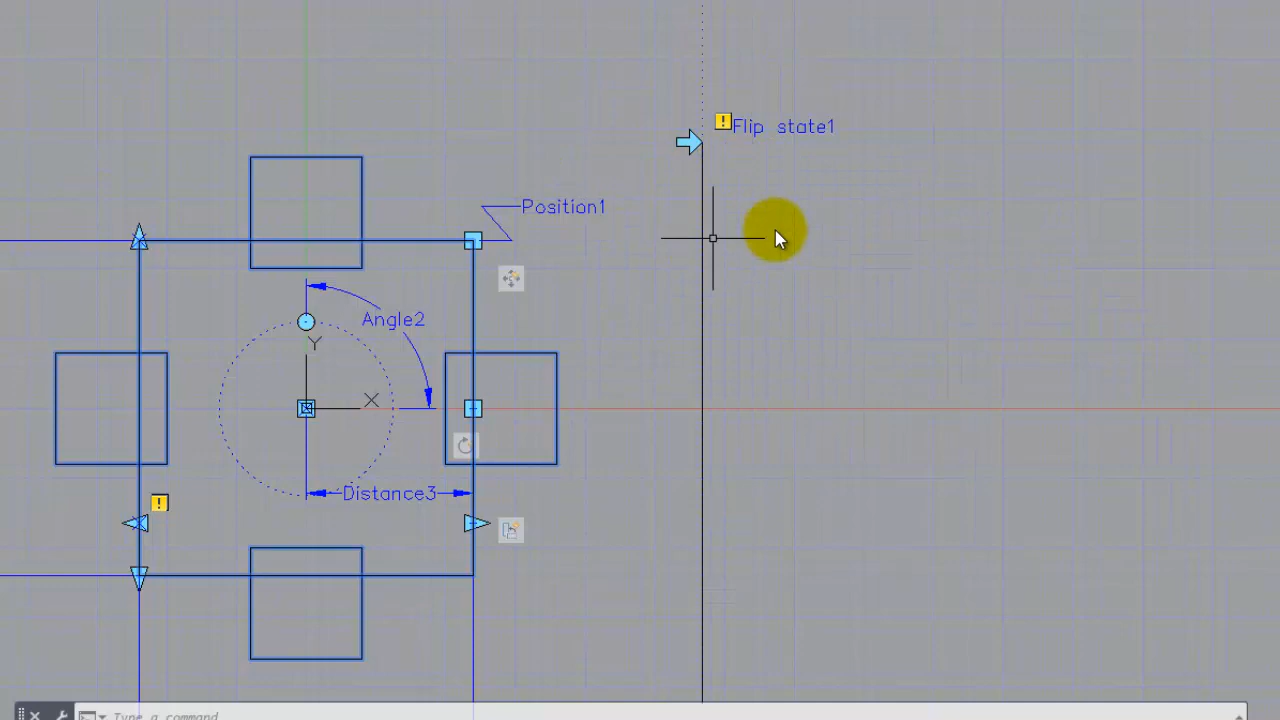 ! Flip state1
Position1
Angle2
Y
X
Distance3
!
Type a command